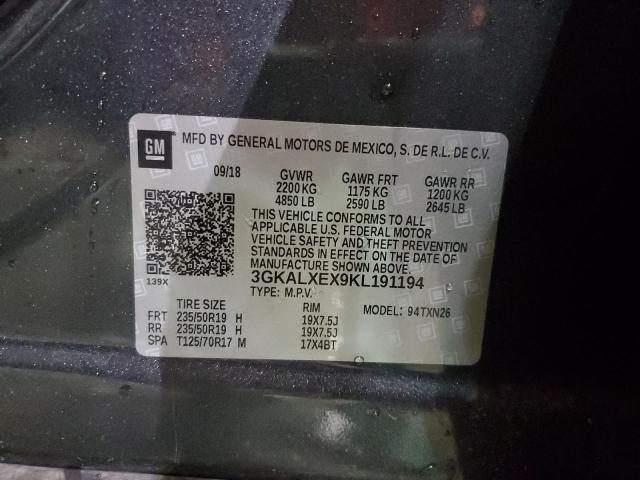 GM
MFD BY GENERAL MOTORS DE MEXICO, S. DE R.L. DE C.V.
09/18 GVWR GAWR FRT GAWR RR
2200 KG 1175 KG 1200 KG
4850 LB 2590 LB 2645 LB
THIS VEHICLE CONFORMS TO ALL
APPLICABLE U.S. FEDERAL MOTOR
VEHICLE SAFETY AND THEFT PREVENTION
STANDARDS IN EFFECT ON THE DATE OF
MANUFACTURE SHOWN ABOVE.
139X
3GKALXEX9KL191194
TYPE: M.P.V.
TIRE SIZE RIM MODEL: 94TXN26
FRT 235/50R19 H 19X7.5J
RR 235/50R19 H 19X7.5J
SPA T125/70R17 M 17X4BT